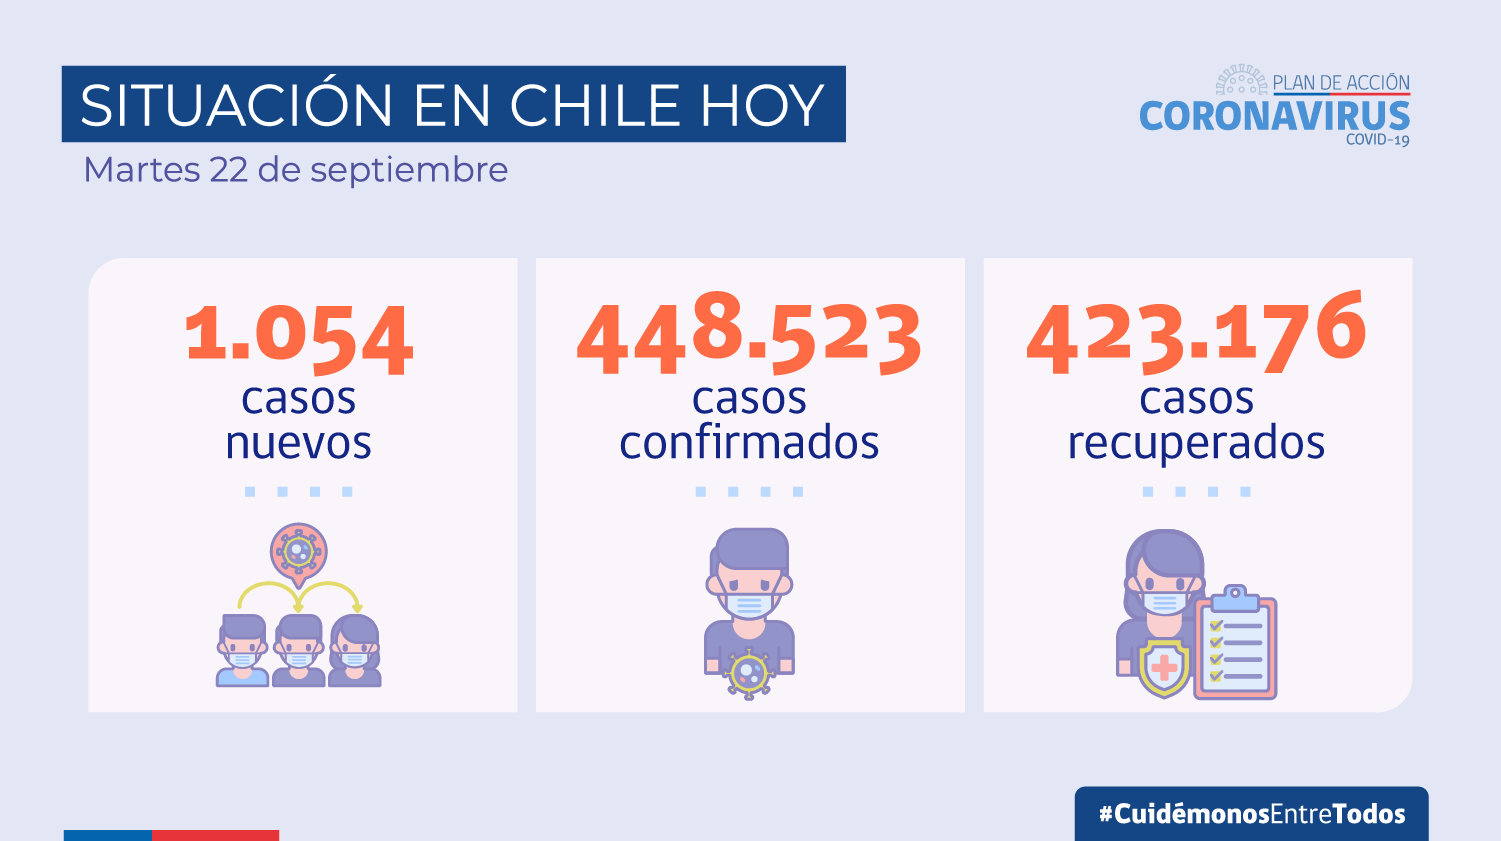 SITUACIÓN EN CHILE HOY
Martes 22 de septiembre
PLAN DE ACCIÓN
CORONAVIRUS
COVID-19
1.054
casos
nuevos
448.523
casos
confirmados
423.176
casos
recuperados
#CuidémonosEntreTodos